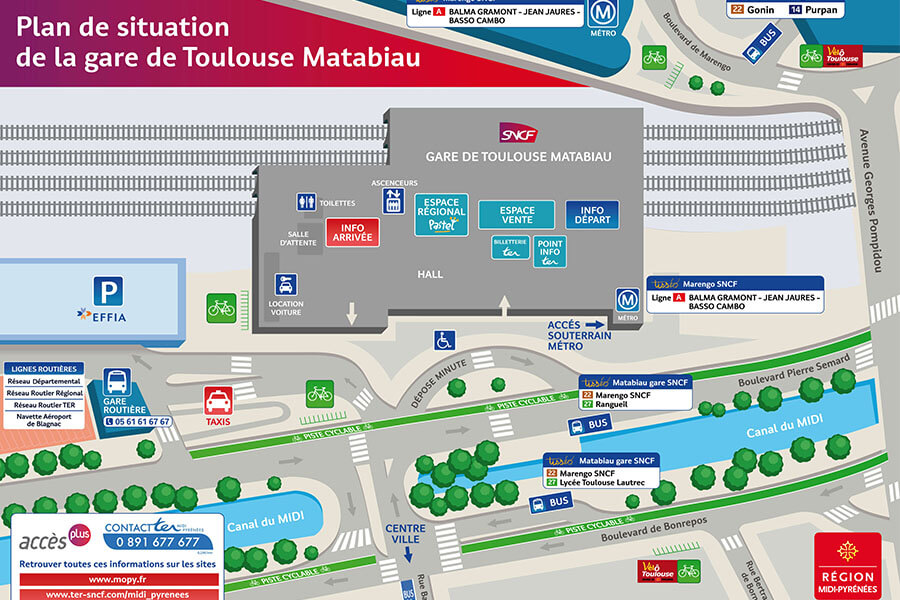 Plan de situation
de la gare de Toulouse Matabiau
Ligne A BALMA GRAMONT - JEAN JAURES -
BASSO CAMBO
M
MÉTRO
22 Gonin 14 Purpan
Boulevard de Marengo
BUS
Vélô
Toulouse
Avenue Georges Pompidou
SNCF
GARE DE TOULOUSE MATABIAU
ASCENCEURS
TOILETTES
SALLE
D'ATTENTE
INFO
ARRIVÉE
ESPACE
RÉGIONAL
Pastel
ESPACE
VENTE
INFO
DÉPART
BILLETTERIE
ter
POINT
INFO
ter
HALL
LOCATION
VOITURE
P
EFFIA
M
MÉTRO
tisséo Marengo SNCF
Ligne A BALMA GRAMONT - JEAN JAURES -
BASSO CAMBO
ACCÉS
SOUTERRAIN
MÉTRO
DÉPOSE MINUTE
LIGNES ROUTIÈRES
Réseau Départemental
Réseau Routier Régional
Réseau Routier TER
Navette Aéroport
de Blagnac
GARE
ROUTIÈRE
05 61 61 67 67
TAXIS
PISTE CYCLABLE
PISTE CYCLABLE
Boulevard Pierre Semard
tisséo Matabiau gare SNCF
22 Marengo SNCF
27 Rangueil
BUS
Canal du MIDI
tisséo Matabiau gare SNCF
22 Marengo SNCF
27 Lycée Toulouse Lautrec
BUS
PISTE CYCLABLE
Boulevard de Bonrepos
Canal du MIDI
CENTRE
VILLE
PISTE CYCLABLE
BUS
Rue Ba
Rue Bertr
de Bor
Vélô
Toulouse
accès plus
CONTACT ter MIDI
PYRÉNÉES
0 891 677 677
Retrouver toutes ces informations sur les sites
www.mopy.fr
www.ter-sncf.com/midi_pyrenees
RÉGION
MIDI-PYRÉNÉES